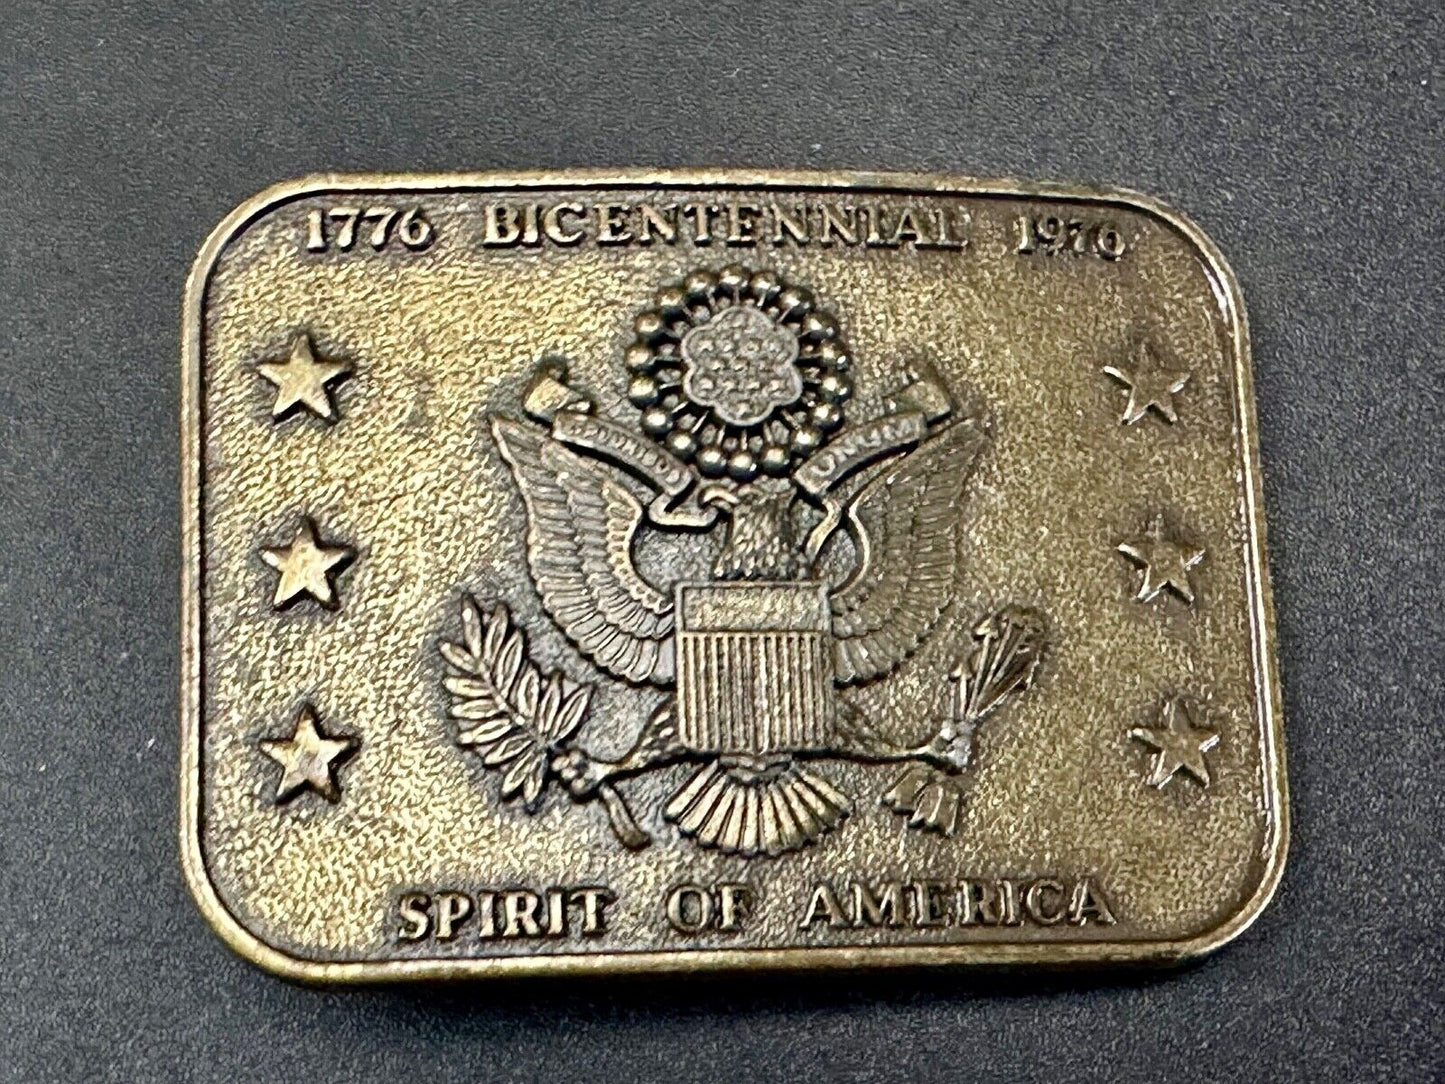 1776 BICENTENNIAL 1976
UNUM
SPIRIT OF AMERICA